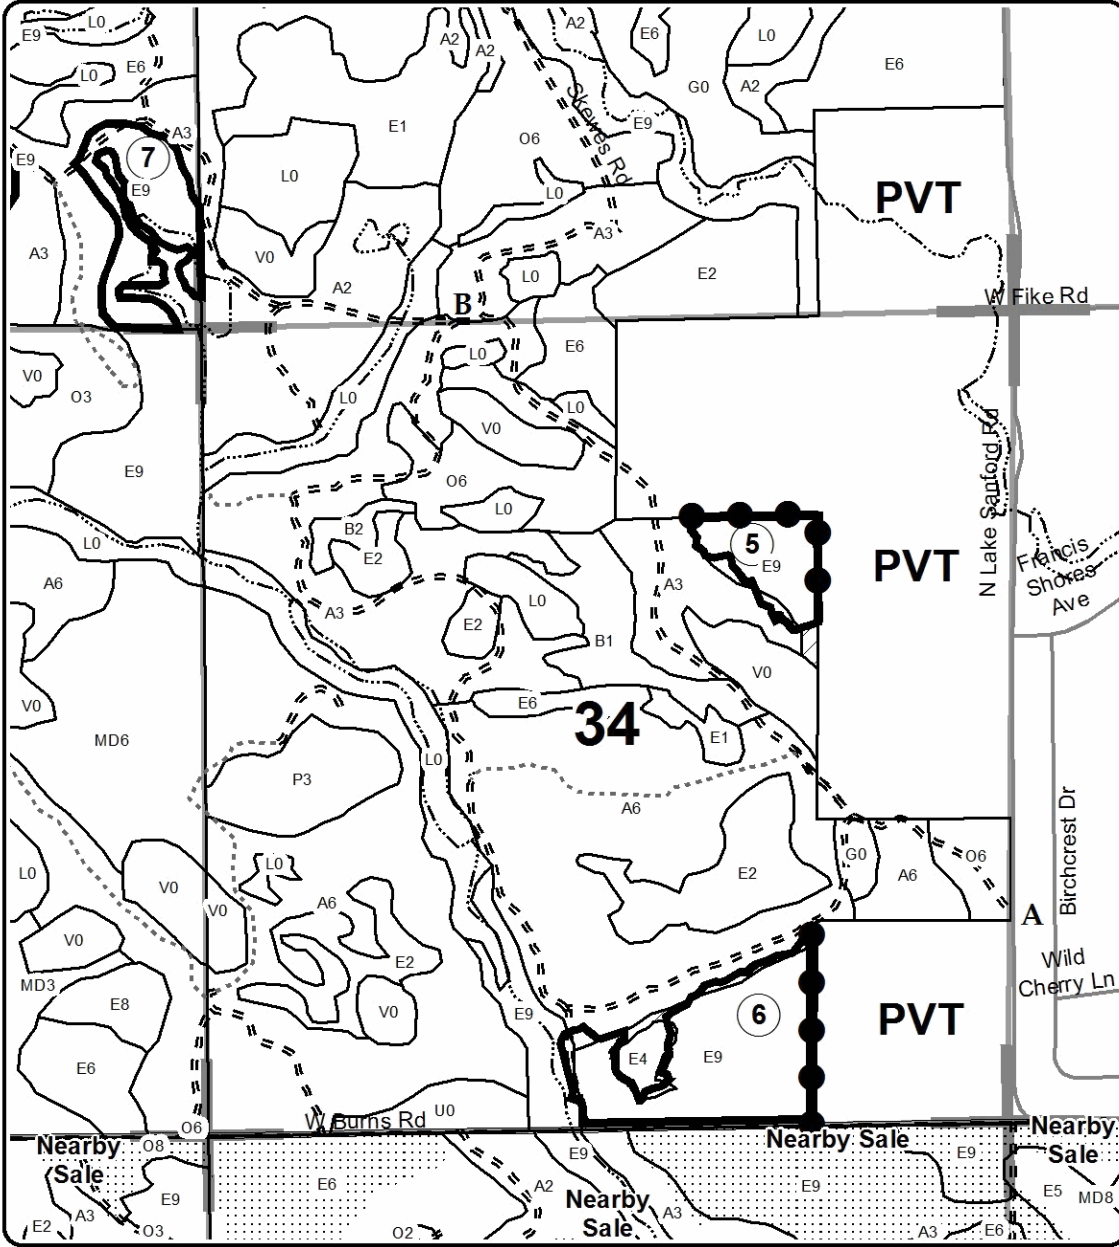 E9
L0
A2
A2
A2
E6
L0
E6
L0
E6
G0
A2
Skewes Rd
A3
7
E9
E9
E1
O6
E9
L0
L0
PVT
A3
V0
A3
A2
L0
E2
B
W Fike Rd
V0
O3
L0
E6
L0
L0
V0
E9
O6
L0
N Lake Sanford Rd
B2
E2
5
E9
PVT
L0
A6
A3
L0
A3
E2
B1
Francis
Shores
Ave
V0
V0
E6
34
E1
MD6
L0
P3
A6
Birchcrest Dr
L0
V0
V0
L0
A6
E2
G0
A6
O6
A
V0
E2
Wild
Cherry Ln
MD3
E8
V0
E9
6
PVT
E6
E4
E9
U0
W Burns Rd
O6
Nearby
Sale
O8
E9
Nearby Sale
Nearby
Sale
E9
E6
A2
Nearby
Sale
E9
A3
E5
MD8
E9
A3
E2
O3
O2
A3
E6